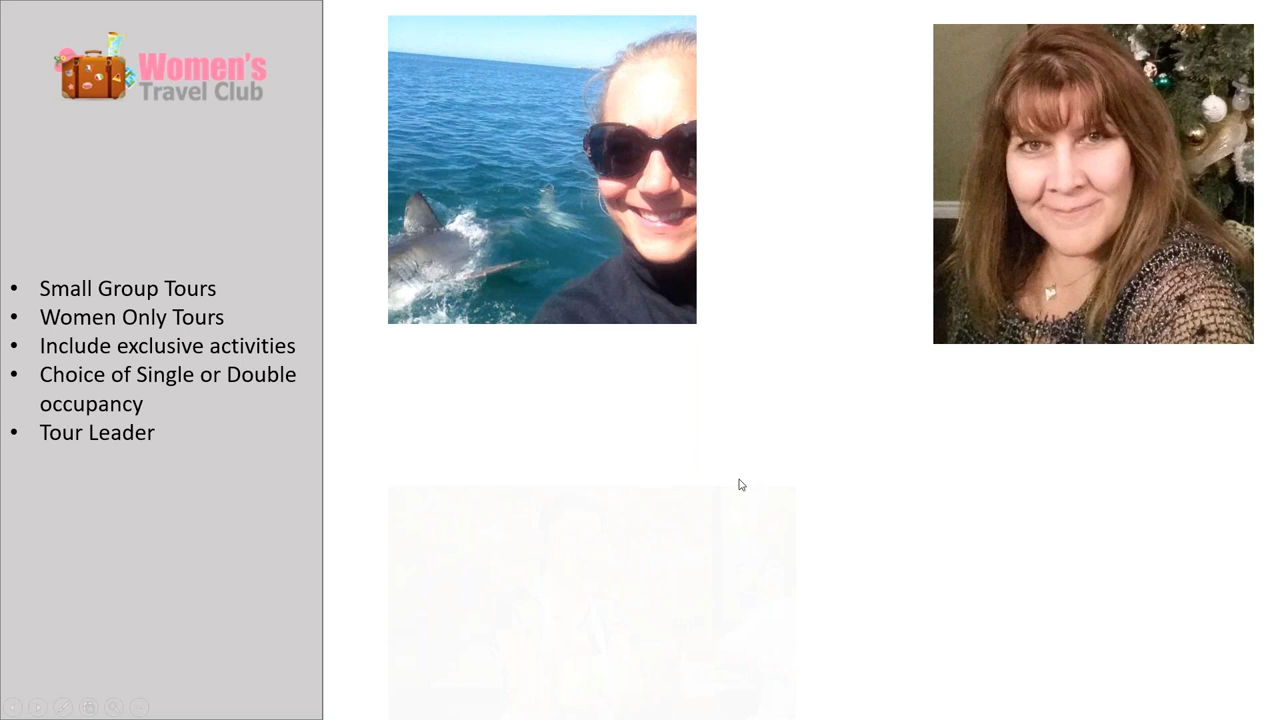 Women's
Travel Club
• Small Group Tours
• Women Only Tours
• Include exclusive activities
• Choice of Single or Double
occupancy
• Tour Leader